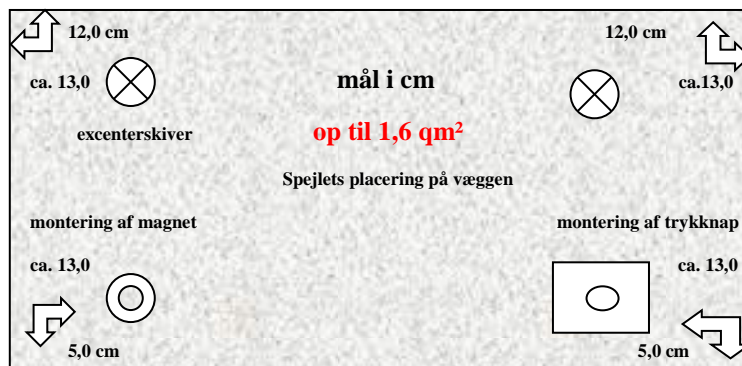 12,0 cm
12,0 cm
ca. 13,0
mål i cm
ca.13,0
excenterskiver
op til 1,6 qm²
Spejlets placering på væggen
montering af magnet
montering af trykknap
ca. 13,0
ca. 13,0
5,0 cm
5,0 cm